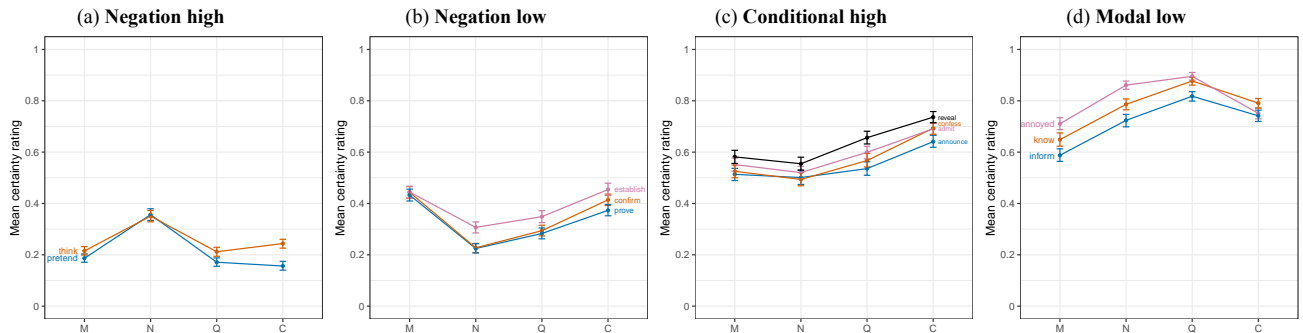 (a) Negation high
Mean certainty rating
1
0.8
0.6
0.4
0.2
0
think
pretend
M N Q C
(b) Negation low
Mean certainty rating
1
0.8
0.6
0.4
0.2
0
establish
confirm
prove
M N Q C
(c) Conditional high
Mean certainty rating
1
0.8
0.6
0.4
0.2
0
reveal
confess
admit
announce
M N Q C
(d) Modal low
Mean certainty rating
1
0.8
0.6
0.4
0.2
0
annoyed
know
inform
M N Q C